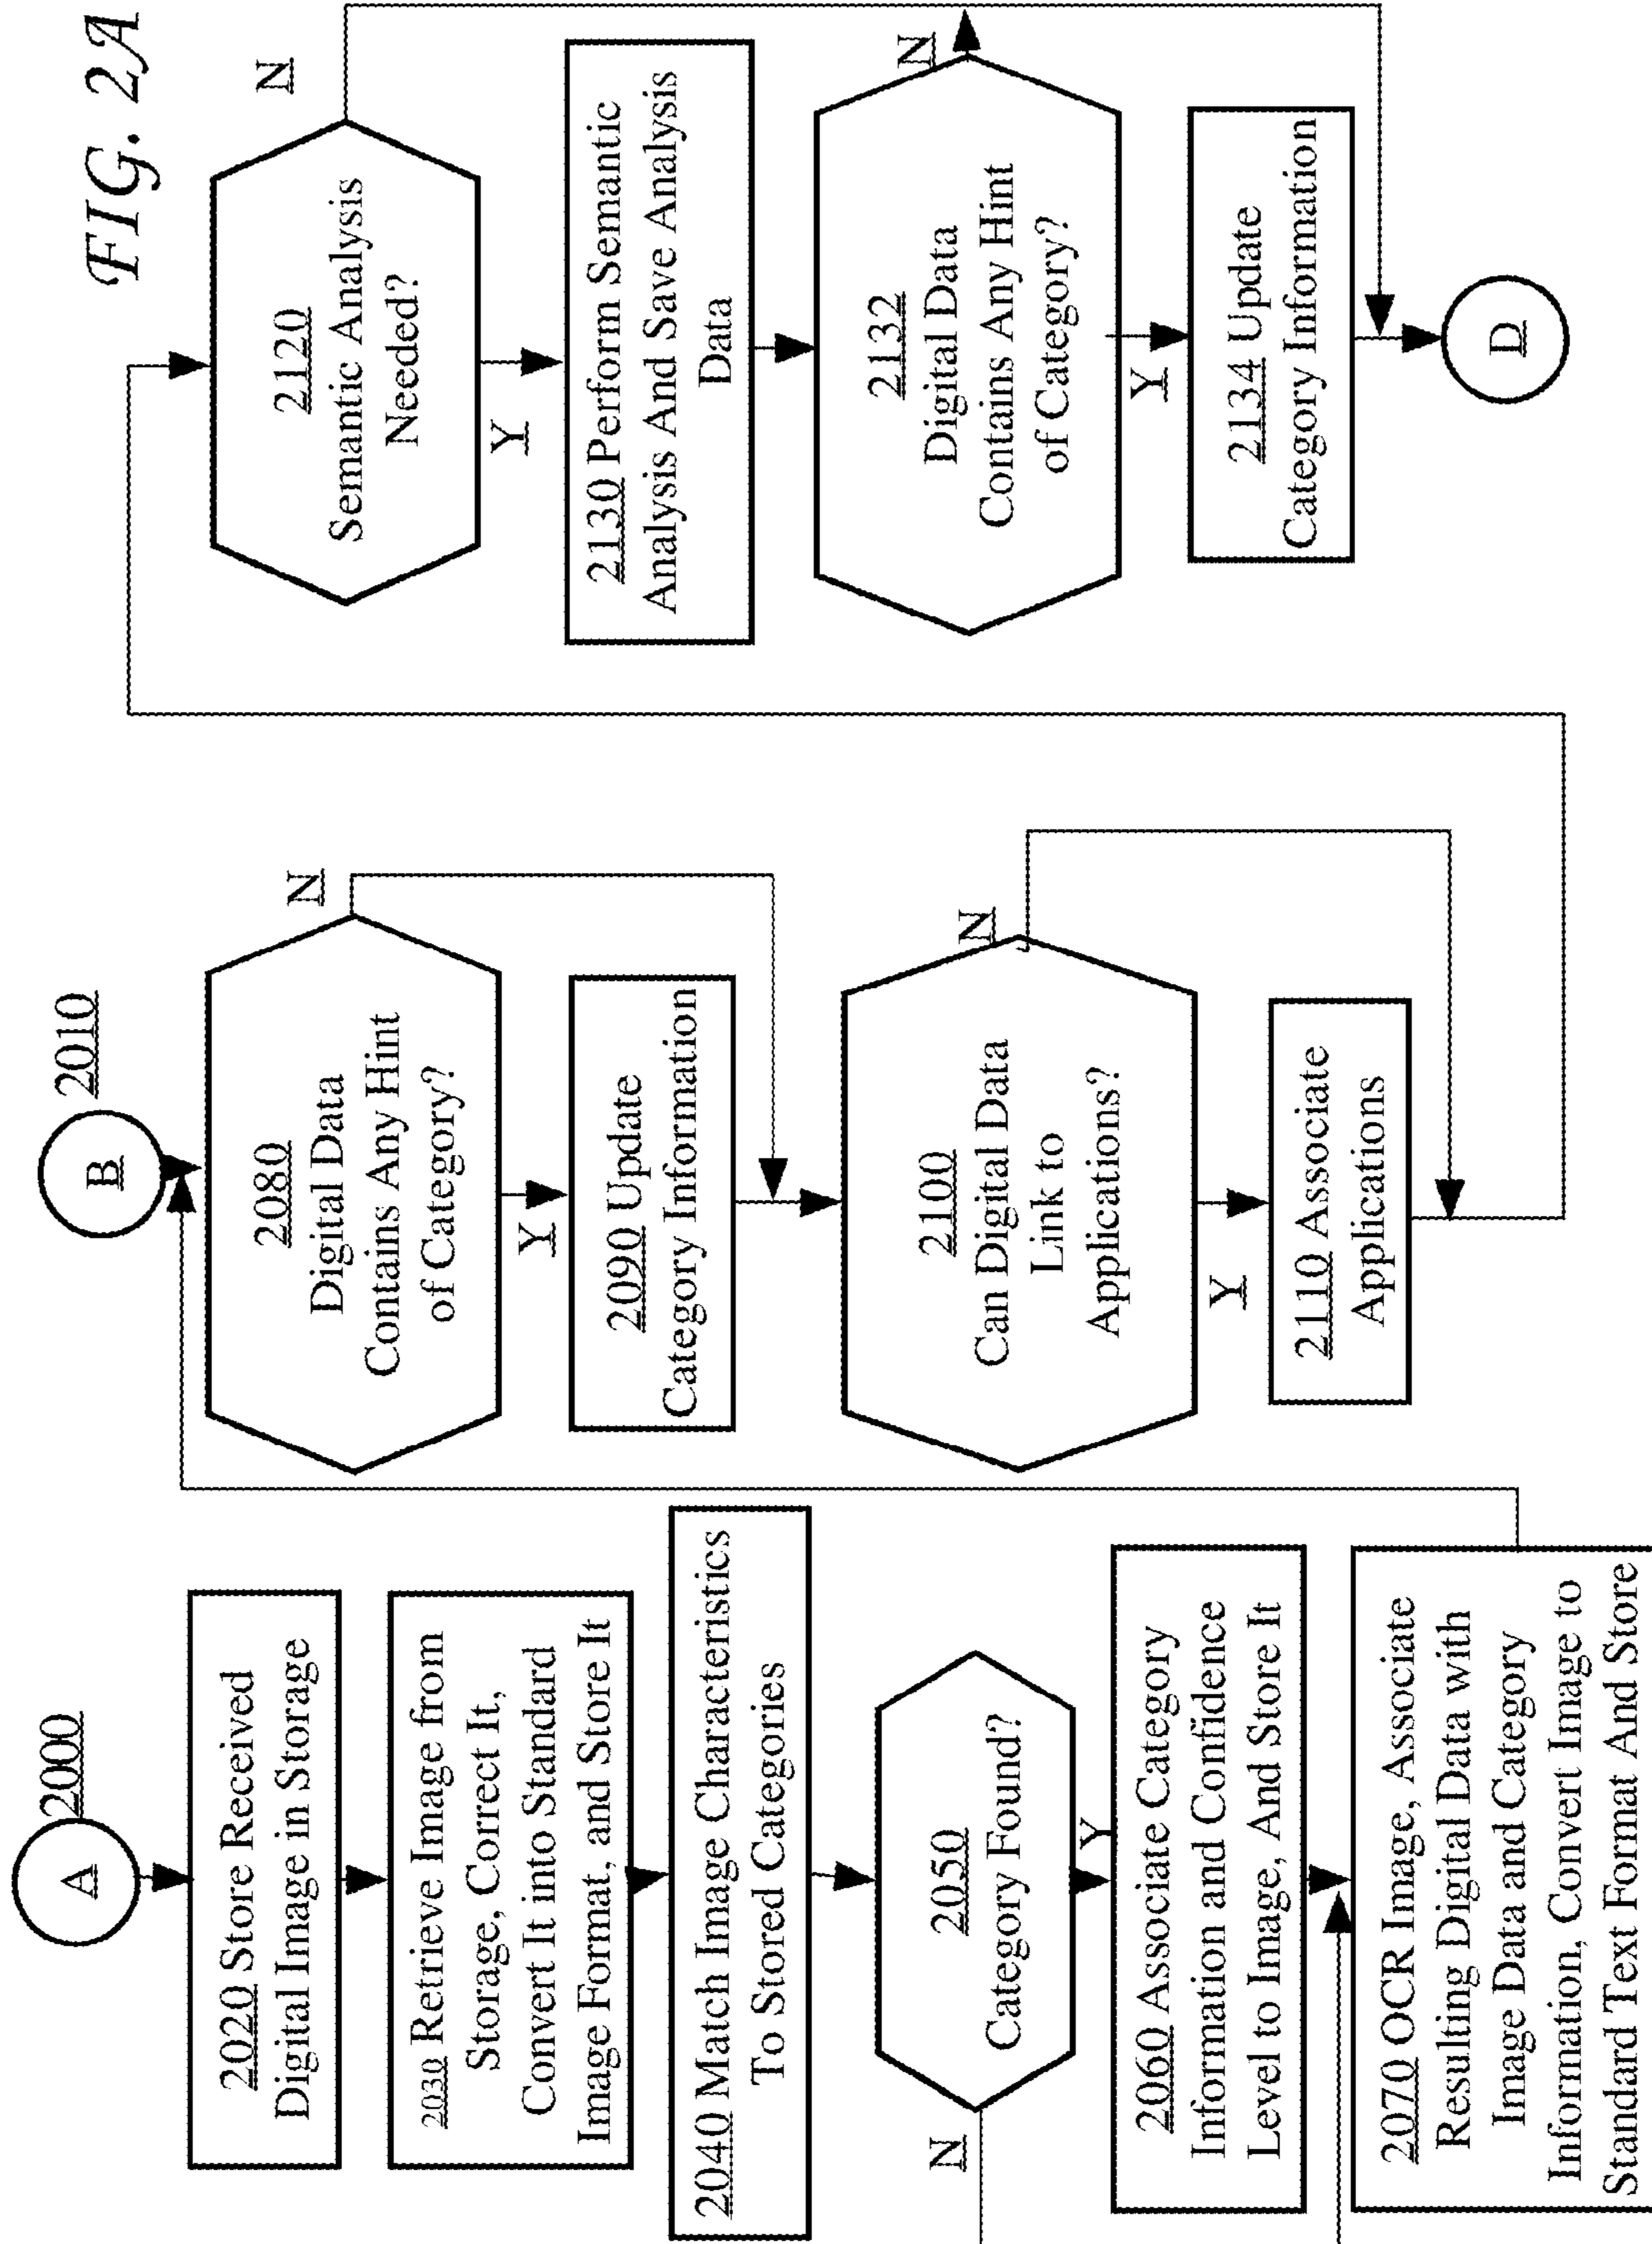 FIG. 2A
A
2000
2020 Store Received
Digital Image in Storage
2030 Retrieve Image from
Storage, Correct It,
Convert It into Standard
Image Format, and Store It
2040 Match Image Characteristics
To Stored Categories
2050
Category Found?
N
Y
2060 Associate Category
Information and Confidence
Level to Image, And Store It
2070 OCR Image, Associate
Resulting Digital Data with
Image Data and Category
Information, Convert Image to
Standard Text Format And Store
B
2010
2080
Digital Data
Contains Any Hint
of Category?
N
Y
2090 Update
Category Information
2100
Can Digital Data
Link to
Applications?
N
Y
2110 Associate
Applications
2120
Semantic Analysis
Needed?
N
Y
2130 Perform Semantic
Analysis And Save Analysis
Data
2132
Digital Data
Contains Any Hint
of Category?
N
Y
2134 Update
Category Information
D